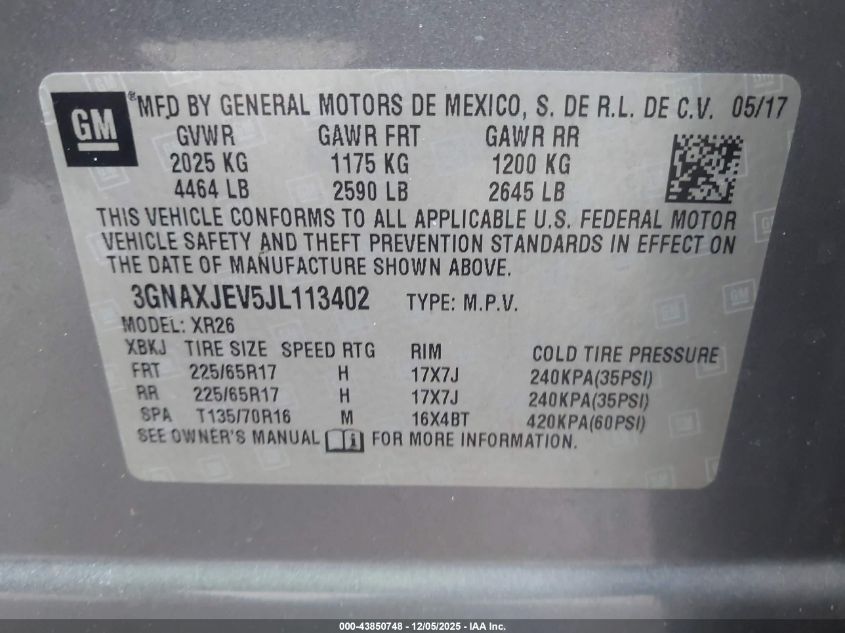 GM ® MFD BY GENERAL MOTORS DE MEXICO, S. DE R.L. DE C.V. 05/17
GVWR GAWR FRT GAWR RR
2025 KG 1175 KG 1200 KG
4464 LB 2590 LB 2645 LB
THIS VEHICLE CONFORMS TO ALL APPLICABLE U.S. FEDERAL MOTOR
VEHICLE SAFETY AND THEFT PREVENTION STANDARDS IN EFFECT ON
THE DATE OF MANUFACTURE SHOWN ABOVE.
3GNAXJEV5JL113402 TYPE: M.P.V.
MODEL: XR26
XBKJ TIRE SIZE SPEED RTG RIM COLD TIRE PRESSURE
FRT 225/65R17 H 17X7J 240KPA(35PSI)
RR 225/65R17 H 17X7J 240KPA(35PSI)
SPA T135/70R16 M 16X4BT 420KPA(60PSI)
SEE OWNER'S MANUAL FOR MORE INFORMATION.
000-43850748 - 12/05/2025 - IAA Inc.